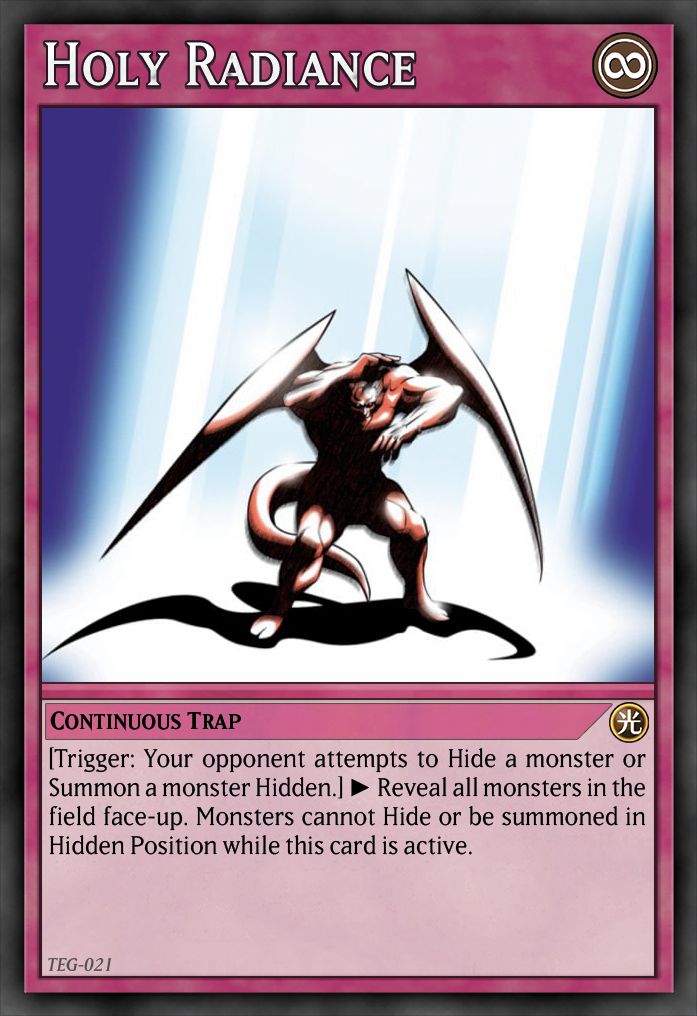 Holy Radiance
Continuous Trap
光
[Trigger: Your opponent attempts to Hide a monster or
Summon a monster Hidden.] ► Reveal all monsters in the
field face-up. Monsters cannot Hide or be summoned in
Hidden Position while this card is active.
TEG-021